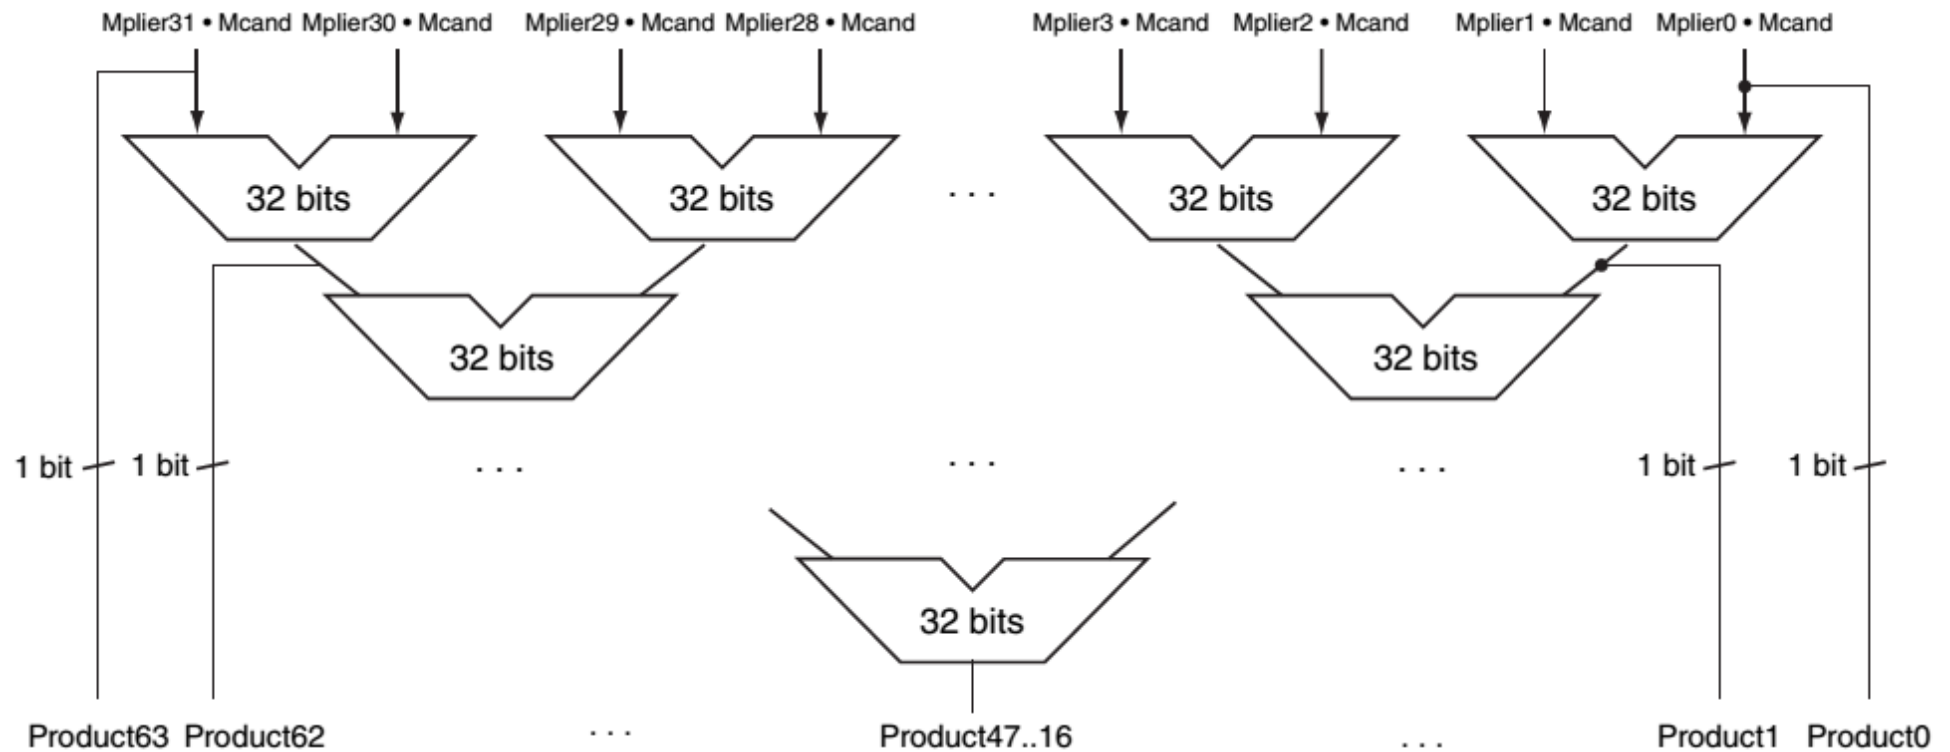 Mplier31 • Mcand Mplier30 • Mcand Mplier29 • Mcand Mplier28 • Mcand Mplier3 • Mcand Mplier2 • Mcand Mplier1 • Mcand Mplier0 • Mcand
32 bits 32 bits . . . 32 bits 32 bits
32 bits 32 bits
1 bit 1 bit . . . . . . . . . 1 bit 1 bit
32 bits
Product63 Product62 . . . Product47..16 . . . Product1 Product0